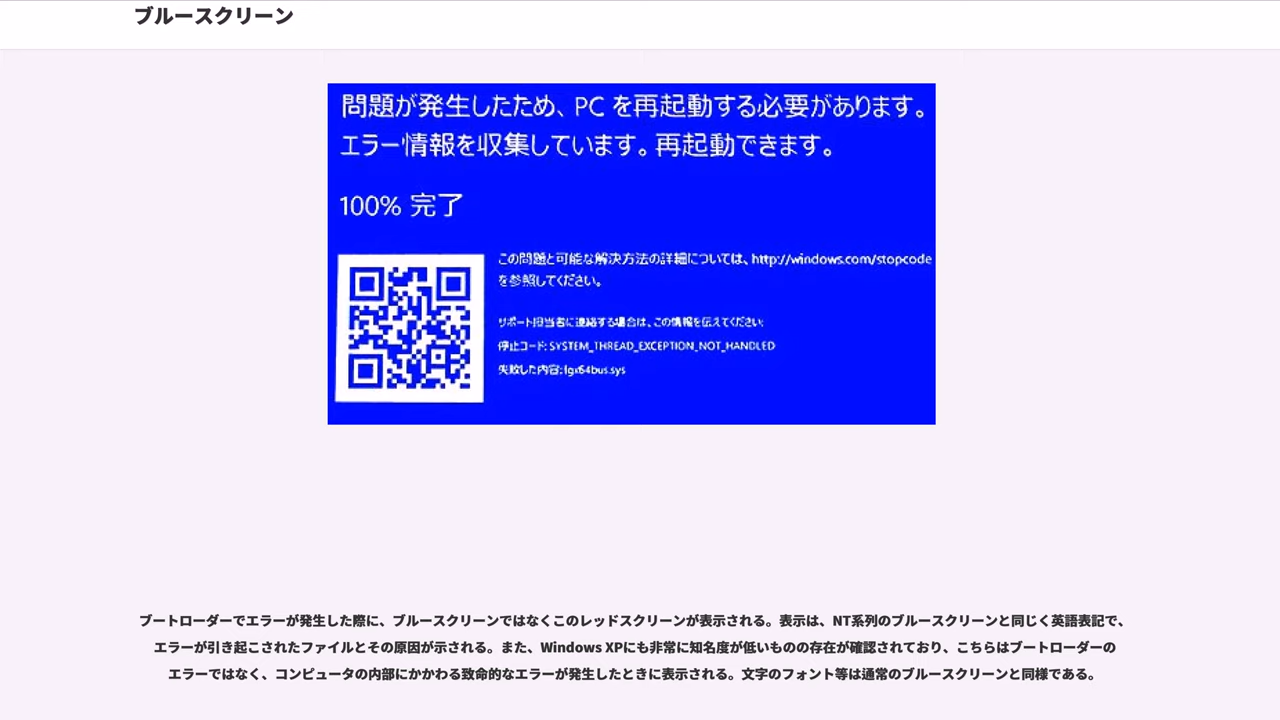 ブルースクリーン
問題が発生したため、PC を再起動する必要があります。
エラー情報を収集しています。再起動できます。
100% 完了
この問題と可能な解決方法の詳細については、http://windows.com/stopcode
を参照してください。
サポート担当者に連絡する場合は、この情報を伝えてください:
停止コード: SYSTEM_THREAD_EXCEPTION_NOT_HANDLED
失敗した内容: lgx64bus.sys
ブートローダーでエラーが発生した際に、ブルースクリーンではなくこのレッドスクリーンが表示される。表示は、NT系列のブルースクリーンと同じく英語表記で、
エラーが引き起こされたファイルとその原因が示される。また、Windows XPにも非常に知名度が低いものの存在が確認されており、こちらはブートローダーの
エラーではなく、コンピュータの内部にかかわる致命的なエラーが発生したときに表示される。文字のフォント等は通常のブルースクリーンと同様である。